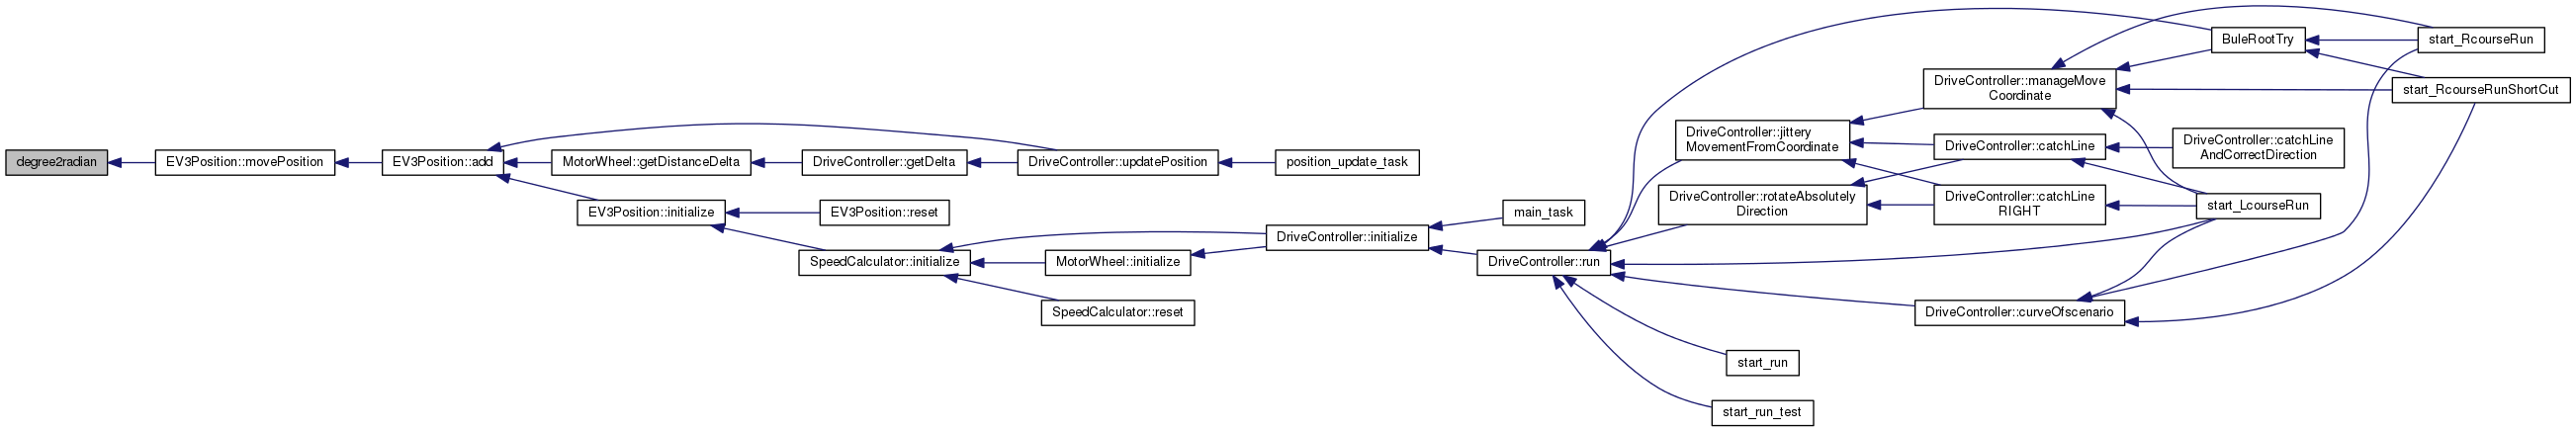 degree2radian
EV3Position::movePosition
EV3Position::add
MotorWheel::getDistanceDelta
DriveController::getDelta
DriveController::updatePosition
position_update_task
EV3Position::initialize
EV3Position::reset
SpeedCalculator::initialize
DriveController::initialize
MotorWheel::initialize
SpeedCalculator::reset
main_task
DriveController::run
DriveController::jittery
MovementFromCoordinate
DriveController::rotateAbsolutely
Direction
DriveController::manageMove
Coordinate
DriveController::catchLine
DriveController::catchLine
RIGHT
DriveController::curveOfscenario
start_run
start_run_test
BuleRootTry
DriveController::catchLine
AndCorrectDirection
start_LcourseRun
start_RcourseRun
start_RcourseRunShortCut